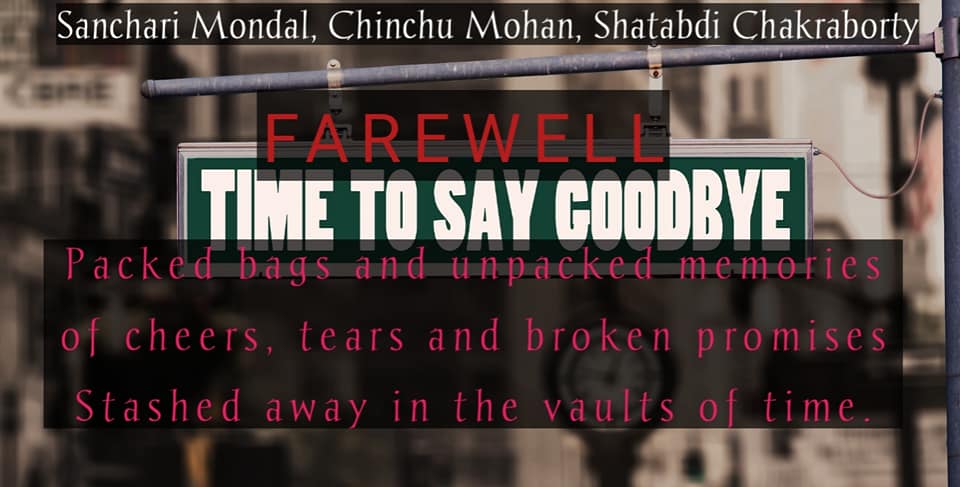 Sanchari Mondal, Chinchu Mohan, Shatabdi Chakraborty
COME
FAREWELL
TIME TO SAY GOODBYE
Packed bags and unpacked memories
of cheers, tears and broken promises
Stashed away in the vaults of time.